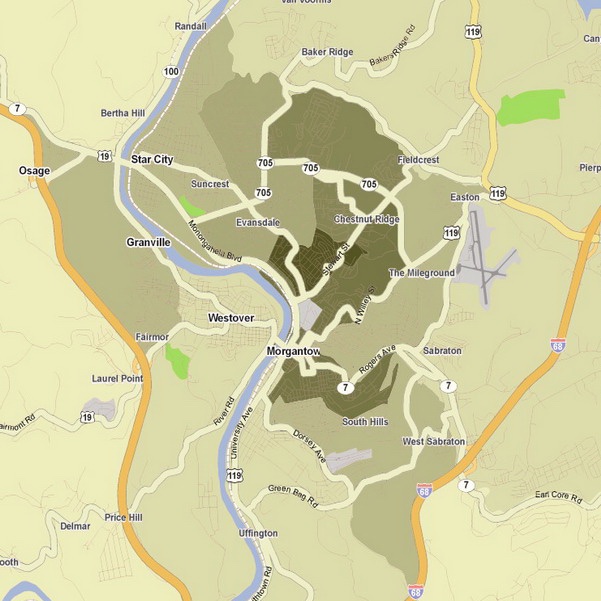 Van Voorhis
Randall
119
Can
Baker Ridge
Bakers Ridge Rd
100
7
Bertha Hill
19
Star City
Fieldcrest
705
705
705
705
Osage
Suncrest
Easton
119
Pierp
Evansdale
Chestnut Ridge
119
Monongahela Blvd
Granville
Stewart St
The Mileground
N Willey St
Westover
Fairmor
Morgantow
Rogers Ave
Sabraton
68
Laurel Point
7
7
River Rd
19
airmont Rd
University Ave
South Hills
Dorsey Ave
West Sabraton
119
7
Green Bag Rd
68
Earl Core Rd
Price Hill
Delmar
Uffington
ooth
thtown Rd
68